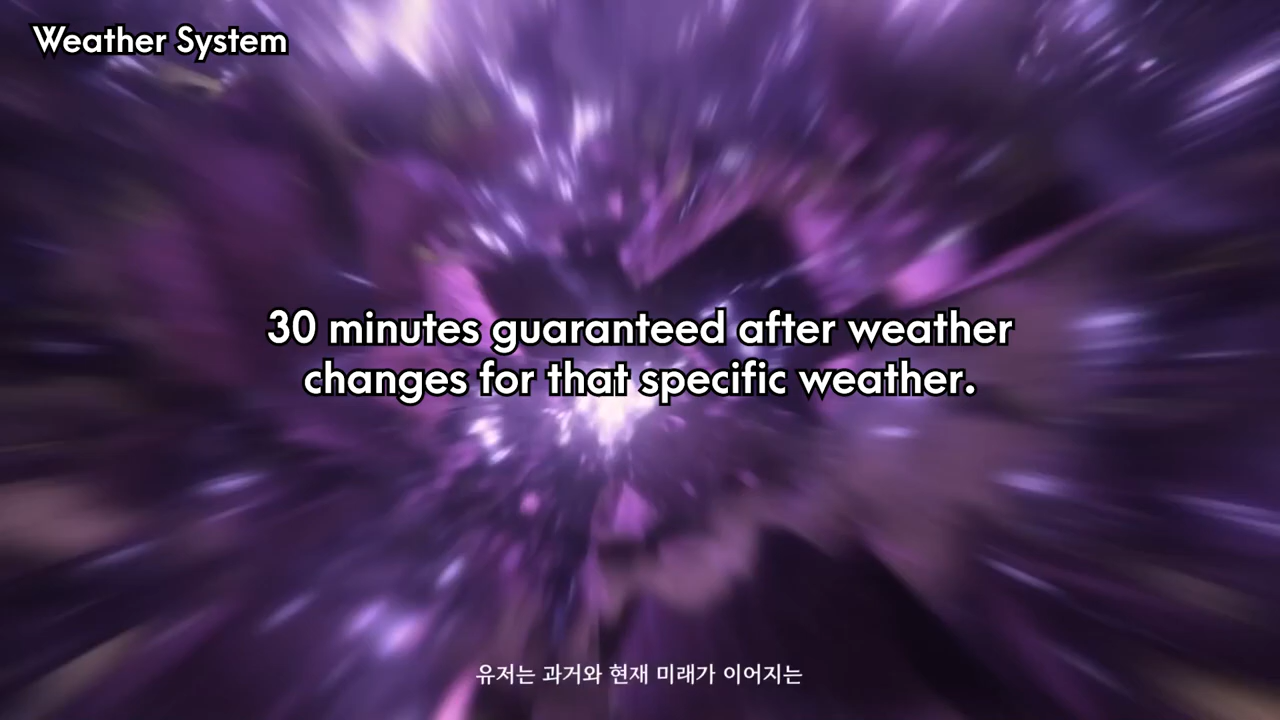 Weather System
30 minutes guaranteed after weather
changes for that specific weather.
유저는 과거와 현재 미래가 이어지는